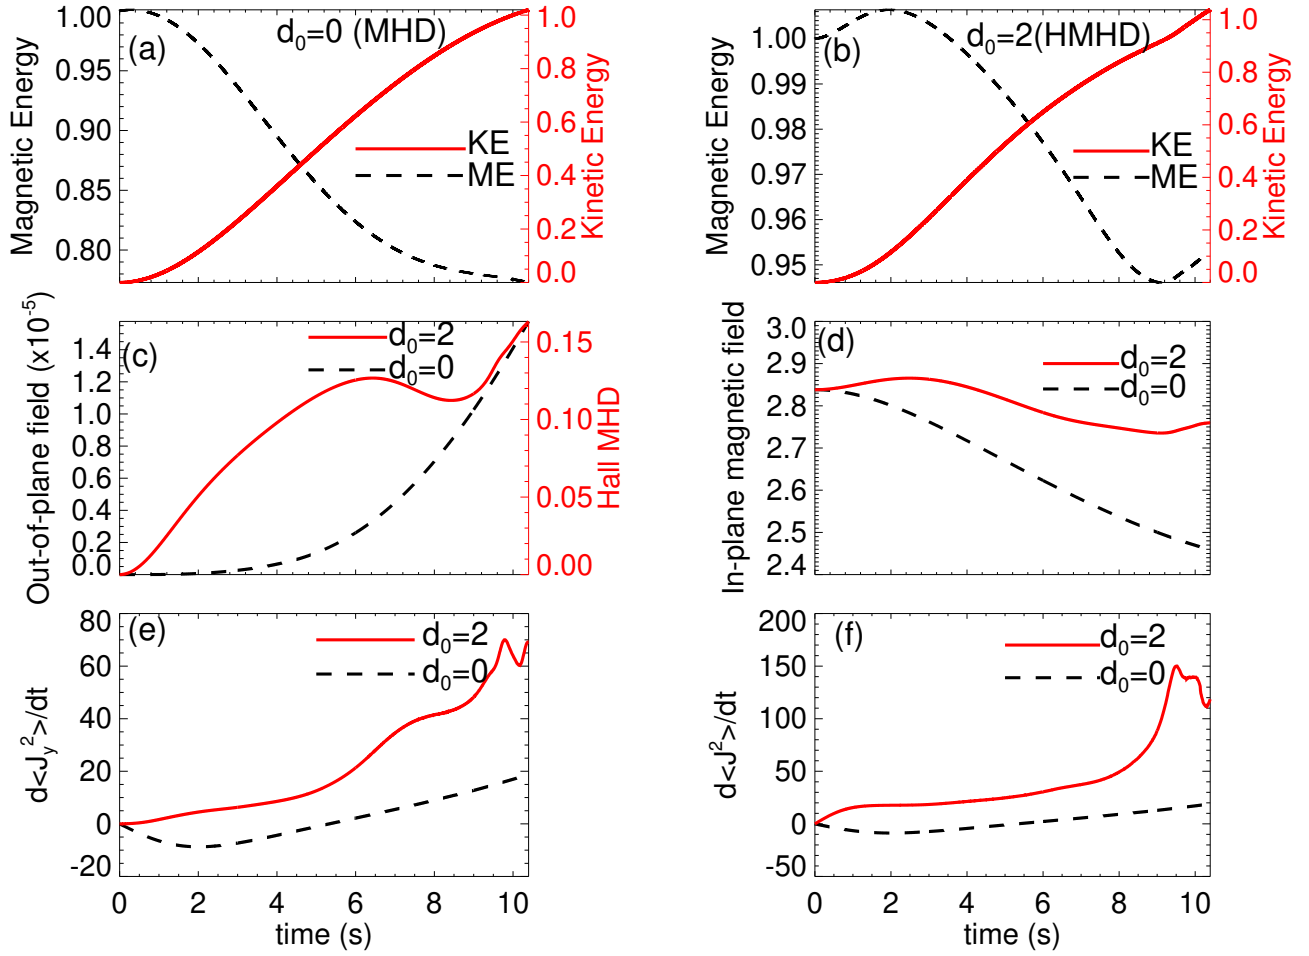 (a)
d₀=0 (MHD)
Magnetic Energy
1.00
0.95
0.90
0.85
0.80
KE
ME
1.0
0.8
0.6
0.4
0.2
0.0
Kinetic Energy
(b)
d₀=2(HMHD)
Magnetic Energy
1.00
0.99
0.98
0.97
0.96
0.95
KE
ME
1.0
0.8
0.6
0.4
0.2
0.0
Kinetic Energy
(c)
Out-of-plane field (x10⁻⁵)
1.4
1.2
1.0
0.8
0.6
0.4
0.2
0.0
d₀=2
d₀=0
0.15
0.10
0.05
0.00
Hall MHD
(d)
In-plane magnetic field
3.0
2.9
2.8
2.7
2.6
2.5
2.4
d₀=2
d₀=0
(e)
d<J_y²>/dt
80
60
40
20
0
-20
d₀=2
d₀=0
0 2 4 6 8 10
time (s)
(f)
d<J²>/dt
200
150
100
50
0
-50
d₀=2
d₀=0
0 2 4 6 8 10
time (s)